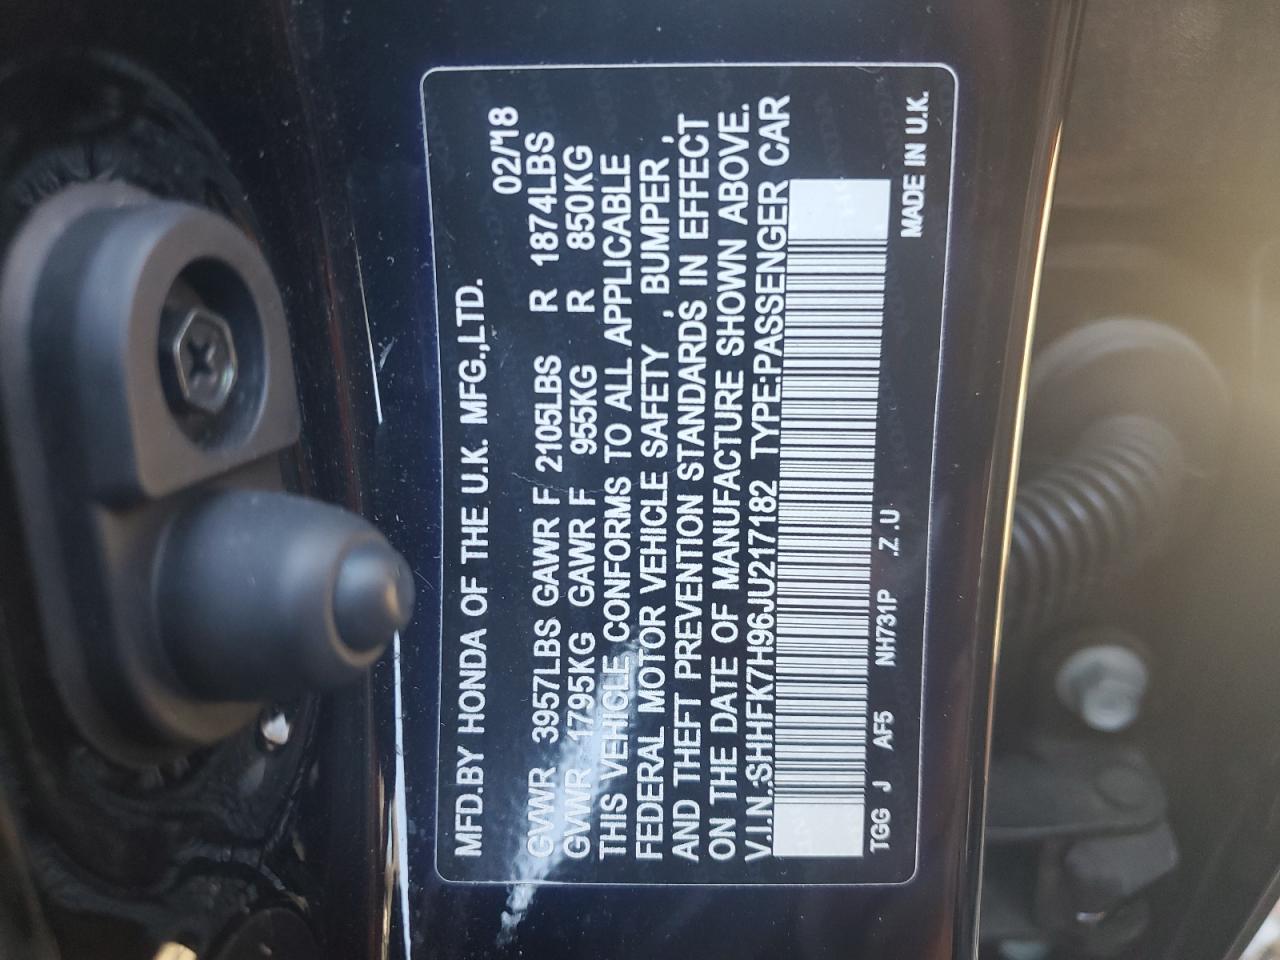 MFD.BY HONDA OF THE U.K. MFG.,LTD. 02/'18
GVWR 3957LBS GAWR F 2105LBS R 1874LBS
GVWR 1795KG GAWR F 955KG R 850KG
THIS VEHICLE CONFORMS TO ALL APPLICABLE
FEDERAL MOTOR VEHICLE SAFETY , BUMPER ,
AND THEFT PREVENTION STANDARDS IN EFFECT
ON THE DATE OF MANUFACTURE SHOWN ABOVE.
V.I.N.:SHHFK7H96JU217182 TYPE:PASSENGER CAR
TGG J AF5 NH731P .Z .U MADE IN U.K.